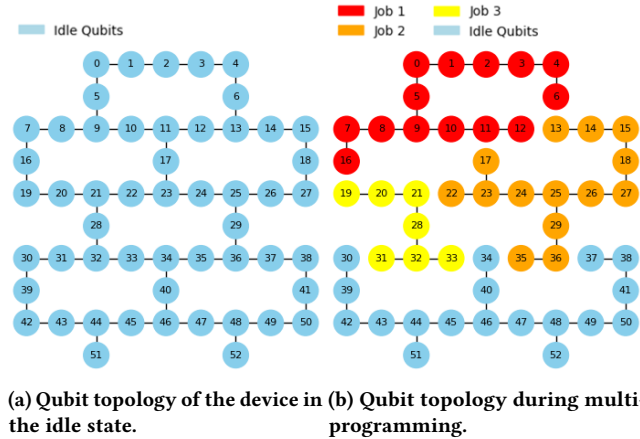 Idle Qubits
0 1 2 3 4
5 6
7 8 9 10 11 12 13 14 15
16 17 18
19 20 21 22 23 24 25 26 27
28 29
30 31 32 33 34 35 36 37 38
39 40 41
42 43 44 45 46 47 48 49 50
51 52
(a) Qubit topology of the device in
the idle state.
Job 1 Job 3
Job 2 Idle Qubits
0 1 2 3 4
5 6
7 8 9 10 11 12 13 14 15
16 17 18
19 20 21 22 23 24 25 26 27
28 29
30 31 32 33 34 35 36 37 38
39 40 41
42 43 44 45 46 47 48 49 50
51 52
(b) Qubit topology during multi-
programming.